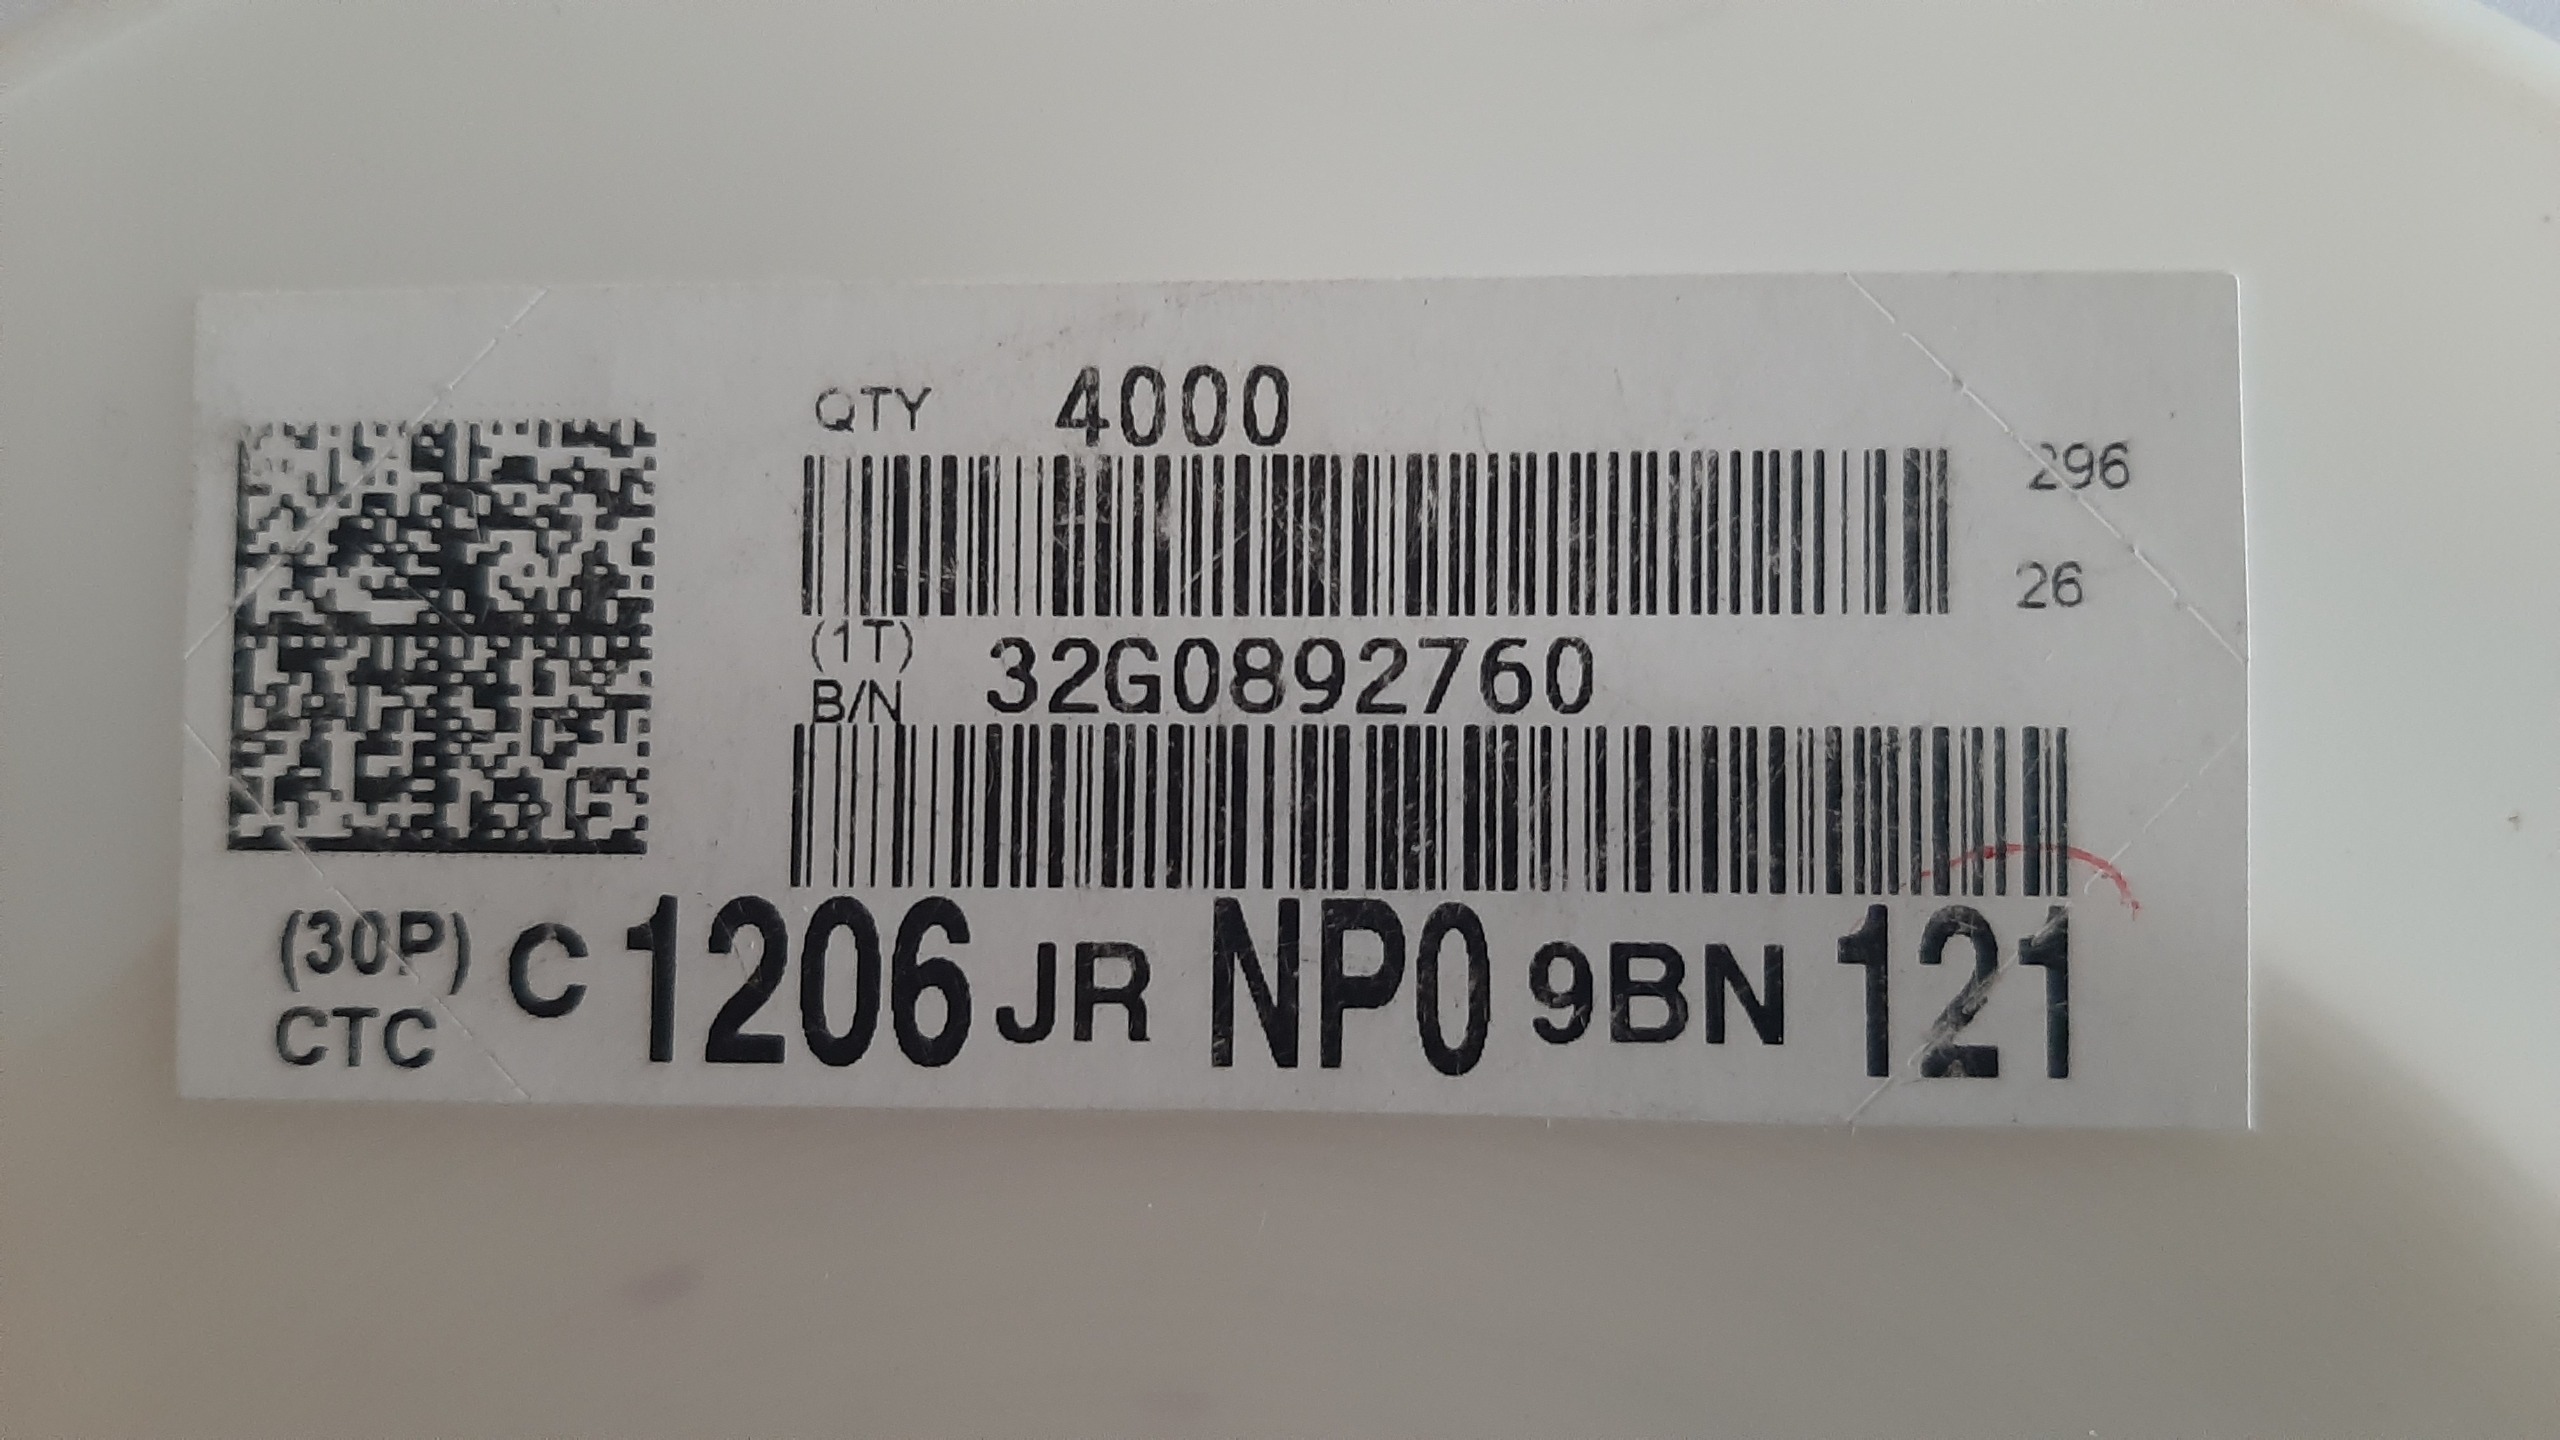 QTY 4000
296
26
(1T)
B/N 32G0892760
(30P)
CTC C 1206 JR NP0 9BN 121